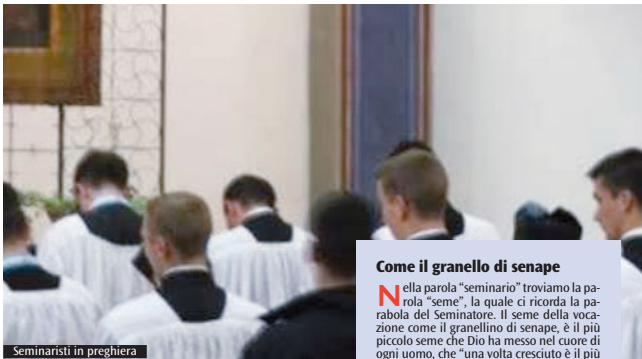 Come il granello di senape
Nella parola “seminario” troviamo la pa-
rola “seme”, la quale ci ricorda la pa-
rabola del Seminatore. Il seme della voca-
zione come il granellino di senape, è il più
piccolo seme che Dio ha messo nel cuore di
ogni uomo, che “una volta cresciuto è il più
Seminaristi in preghiera